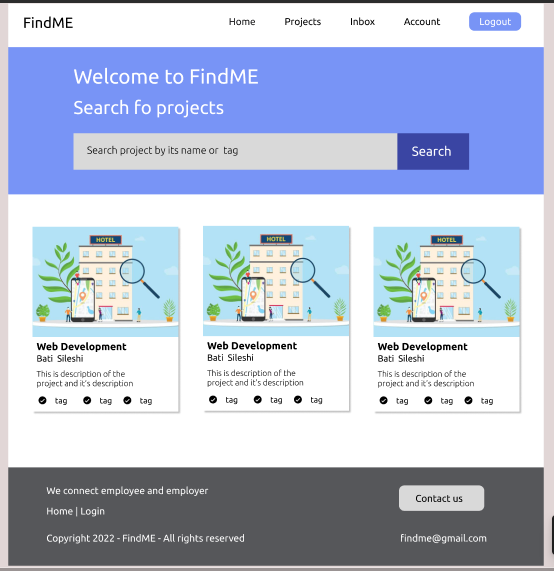 FindME Home Projects Inbox Account Logout
Welcome to FindME
Search fo projects
Search project by its name or tag Search
HOTEL
Web Development
Bati Sileshi
This is description of the
project and it's description
tag tag tag
HOTEL
Web Development
Bati Sileshi
This is description of the
project and it's description
tag tag tag
HOTEL
Web Development
Bati Sileshi
This is description of the
project and it's description
tag tag tag
We connect employee and employer
Contact us
Home | Login
Copyright 2022 - FindME - All rights reserved findme@gmail.com